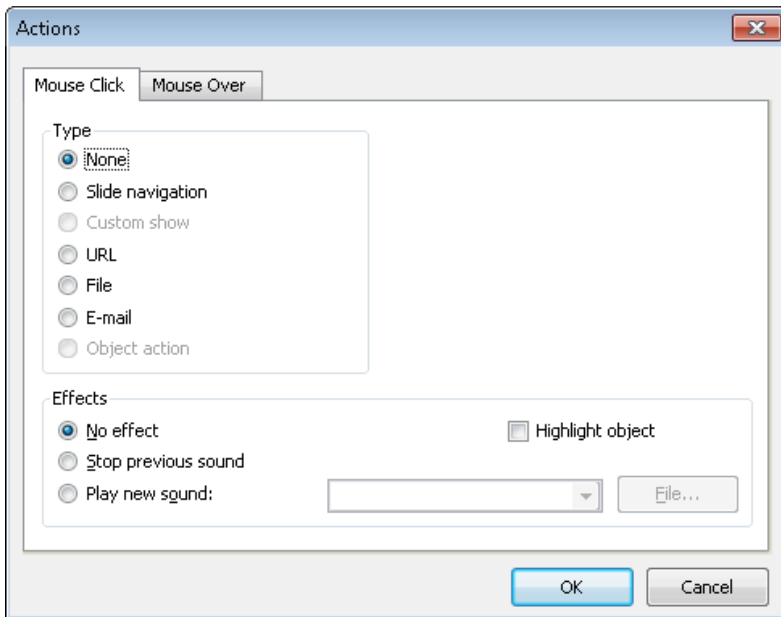 Actions
Mouse Click Mouse Over
Type
None
Slide navigation
Custom show
URL
File
E-mail
Object action
Effects
No effect Highlight object
Stop previous sound
Play new sound: File...
OK Cancel